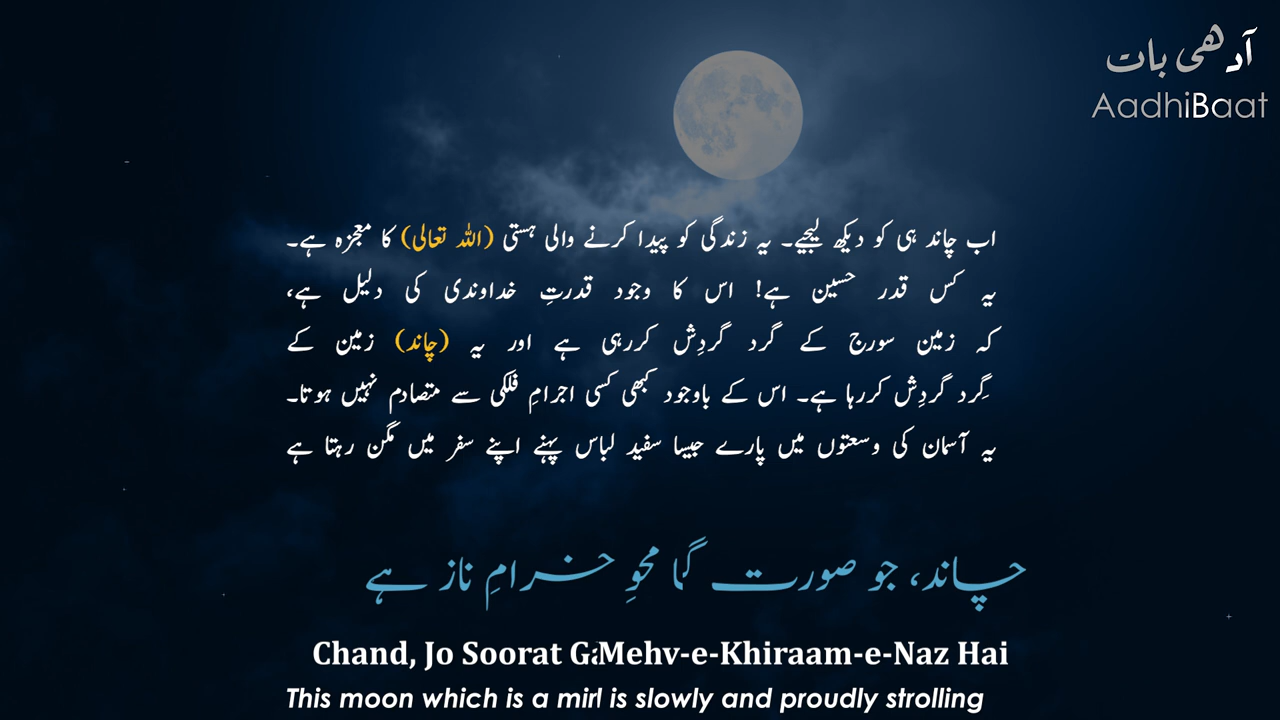 آدھی بات
AadhiBaat
اب چاند ہی کو دیکھ لیجیے۔ یہ زندگی کو پیدا کرنے والی ہستی (اللہ تعالیٰ) کا معجزہ ہے۔
یہ کس قدر حسین ہے! اس کا وجود قدرتِ خداوندی کی دلیل ہے،
کہ زمین سورج کے گرد گردِش کررہی ہے اور یہ (چاند) زمین کے
گِرد گردِش کررہا ہے۔ اس کے باوجود کبھی کسی اجرامِ فلکی سے متصادم نہیں ہوتا۔
یہ آسمان کی وسعتوں میں پارے جیسا سفید لباس پہنے اپنے سفر میں مگن رہتا ہے
چاند، جو صورت محوِ خرامِ ناز ہے
Chand, Jo Soorat Mehv-e-Khiraam-e-Naz Hai
This moon which is a is slowly and proudly strolling